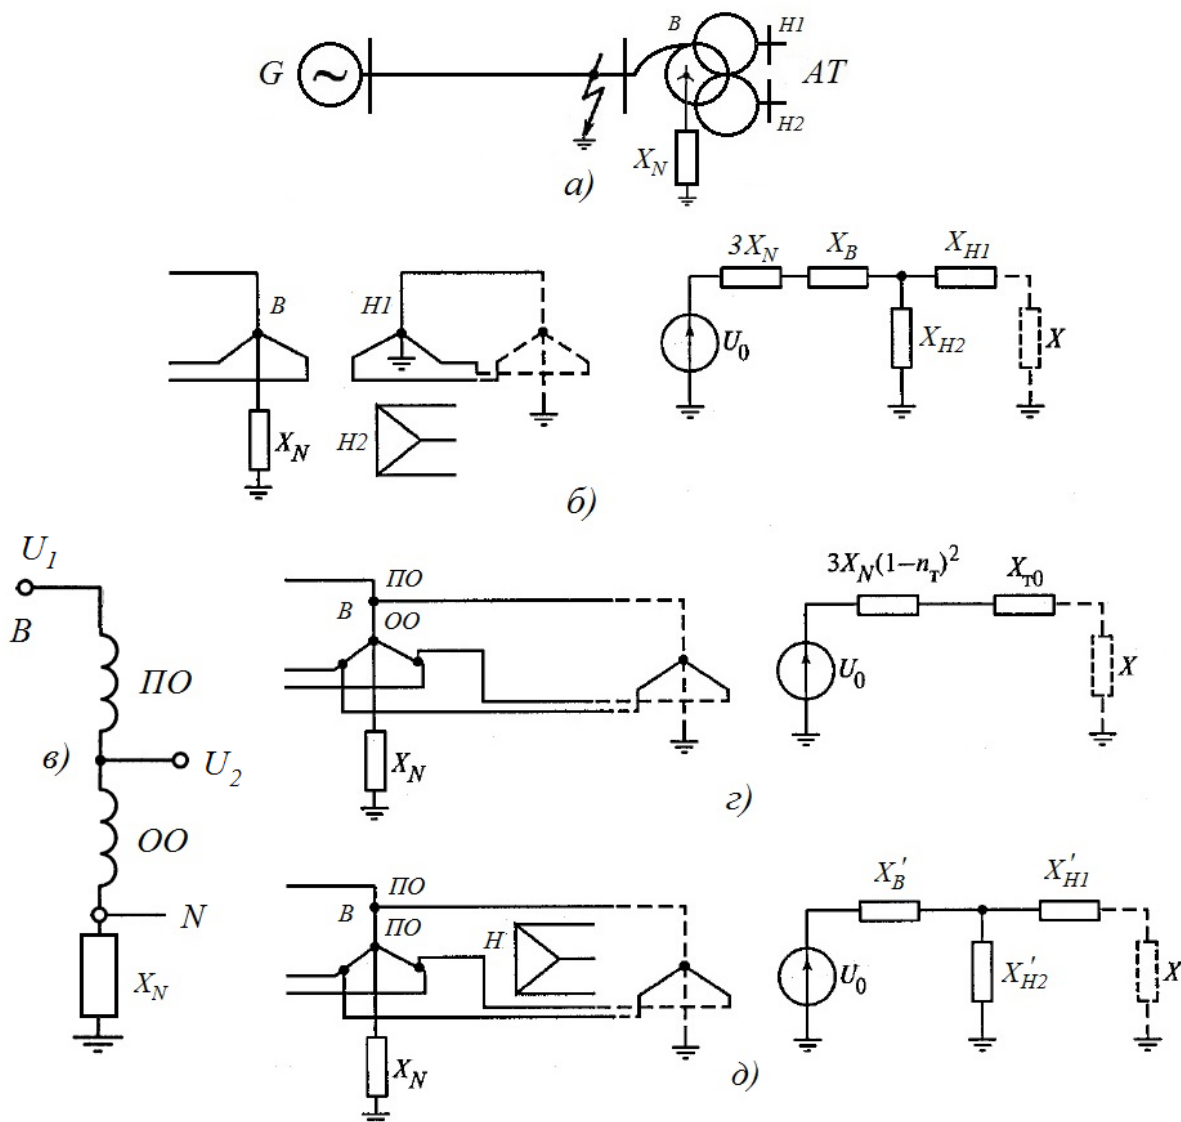 G
~
B
H1
AT
H2
X_N
а)
B
H1
X_N
H2
3X_N
X_B
X_H1
U_0
X_H2
X
б)
U_1
B
ПО
в)
U_2
ОО
N
X_N
ПО
B
ОО
X_N
3X_N(1−n_т)^2
X_т0
U_0
X
г)
ПО
B
ПО
H
X_N
X'_B
X'_H1
U_0
X'_H2
X
д)